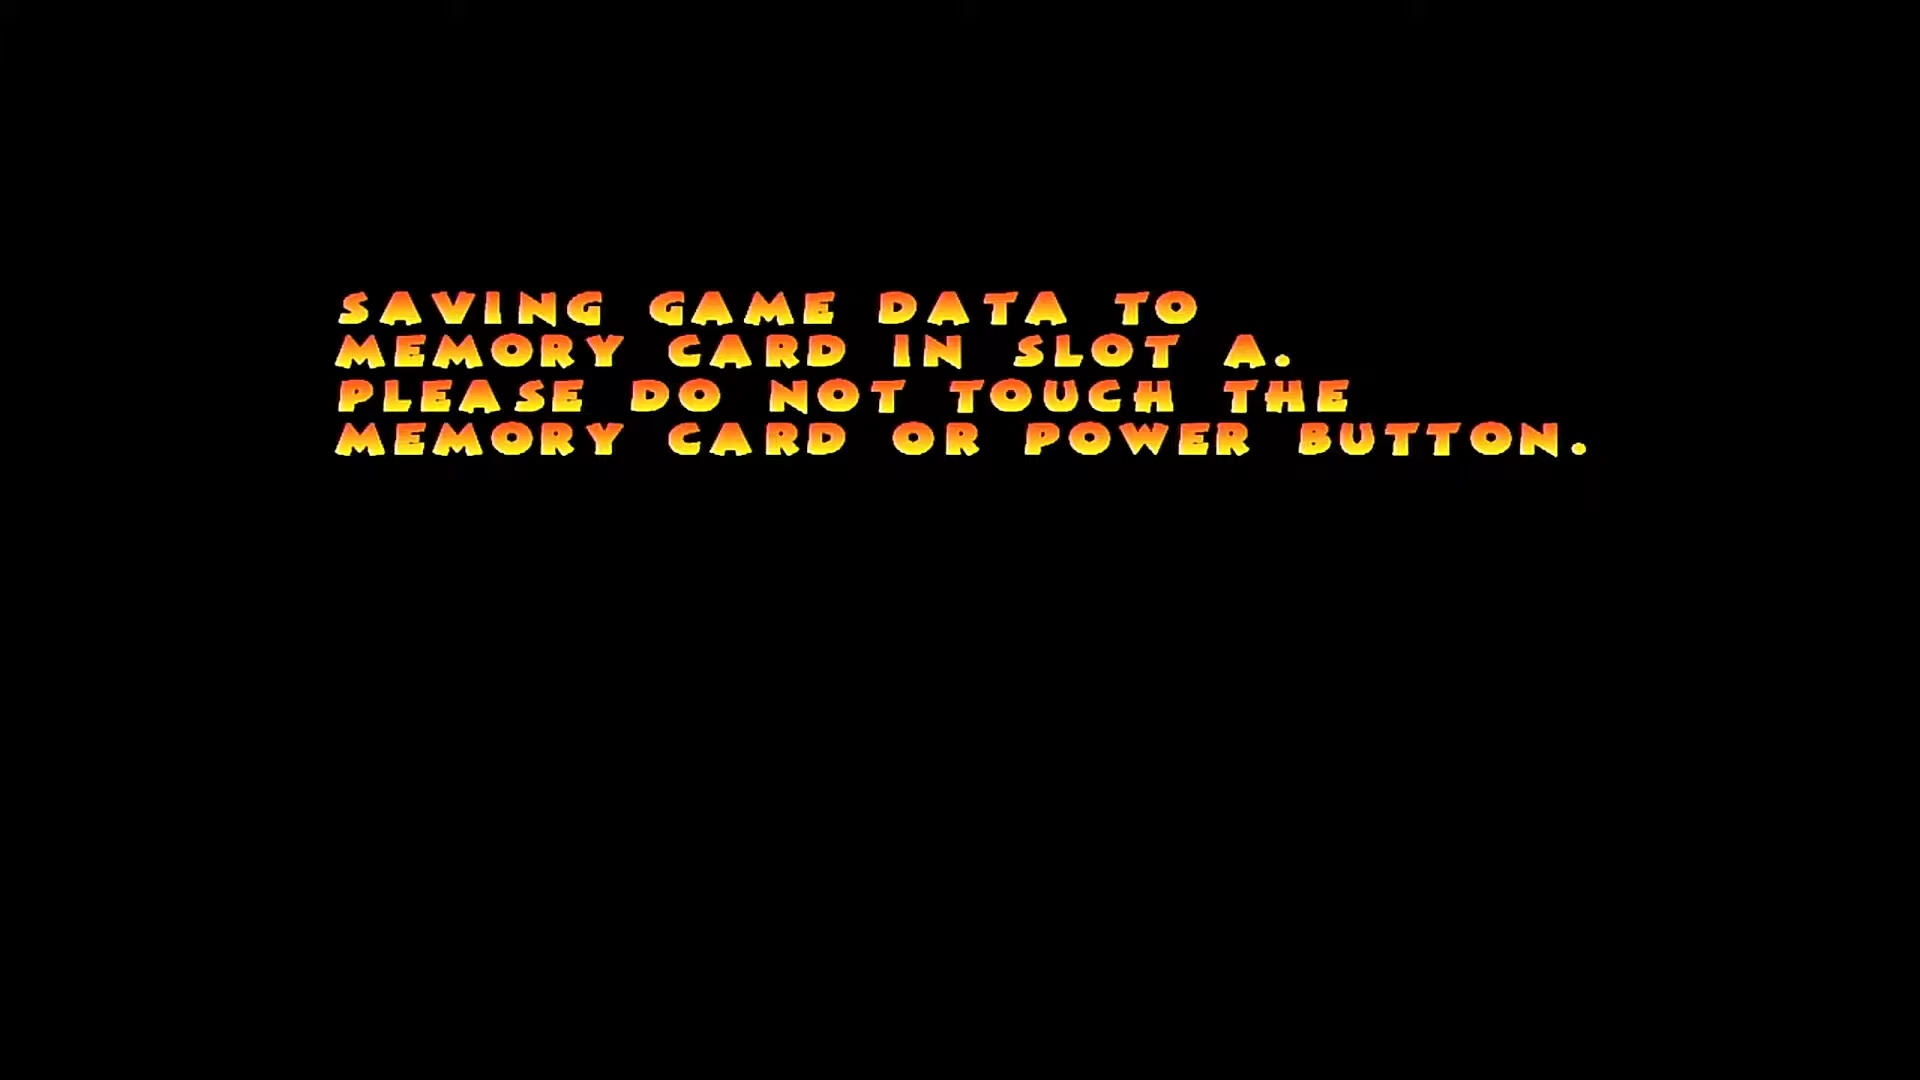 SAVING GAME DATA TO
MEMORY CARD IN SLOT A.
PLEASE DO NOT TOUCH THE
MEMORY CARD OR POWER BUTTON.